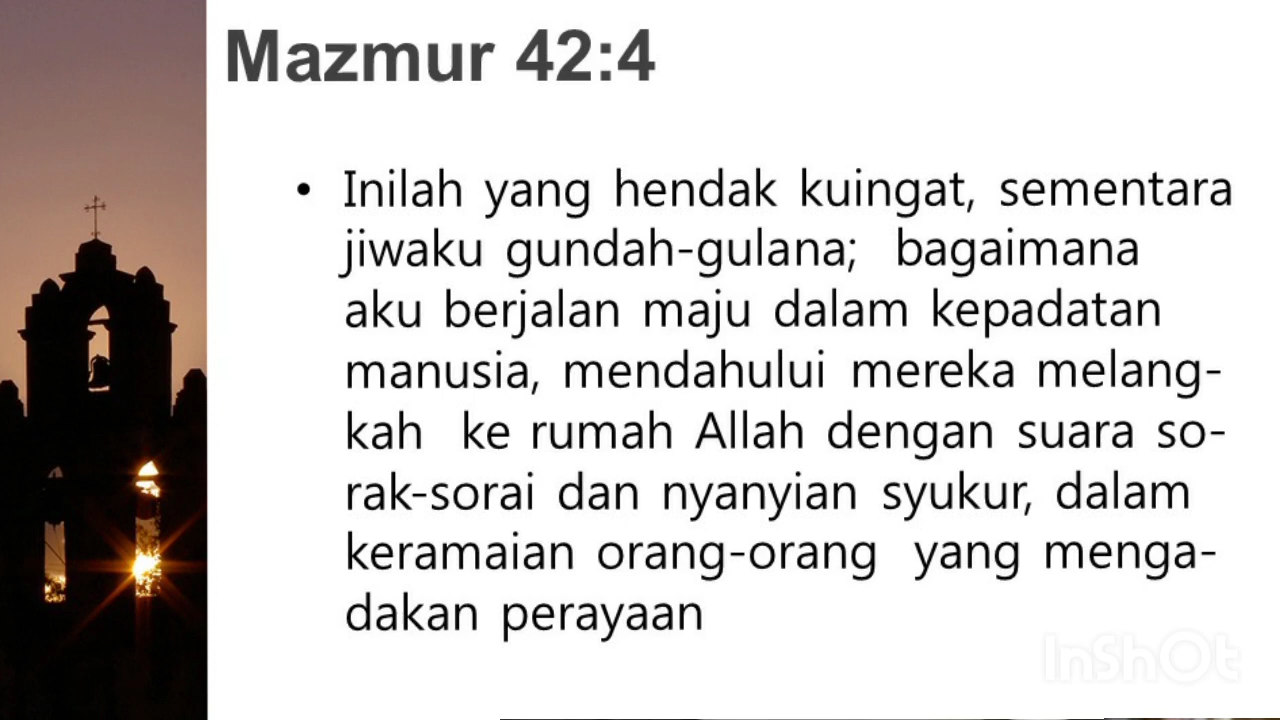 Mazmur 42:4
• Inilah yang hendak kuingat, sementara
jiwaku gundah-gulana; bagaimana
aku berjalan maju dalam kepadatan
manusia, mendahului mereka melang-
kah ke rumah Allah dengan suara so-
rak-sorai dan nyanyian syukur, dalam
keramaian orang-orang yang menga-
dakan perayaan
InShOt